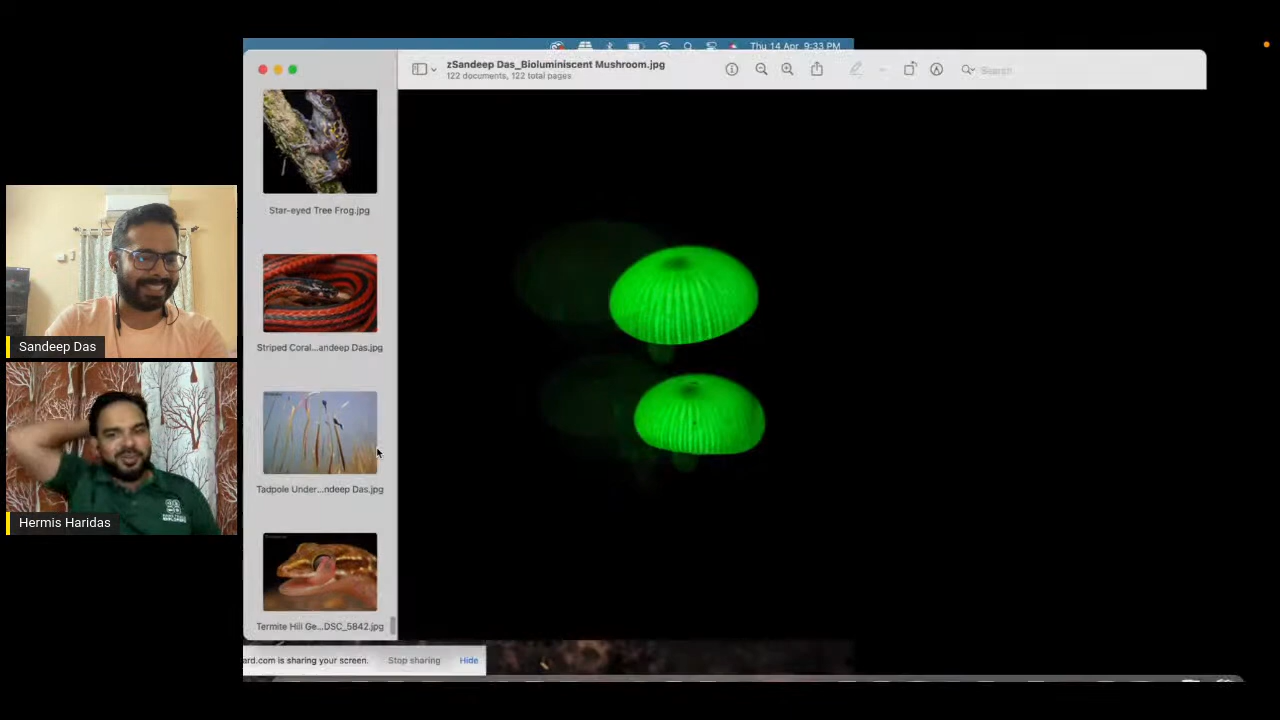 Thu 14 Apr 9:33 PM
zSandeep Das_Bioluminiscent Mushroom.jpg
122 documents, 122 total pages
Search
Star-eyed Tree Frog.jpg
Striped Coral...andeep Das.jpg
Tadpole Under...ndeep Das.jpg
Termite Hill Ge...DSC_5842.jpg
Sandeep Das
Hermis Haridas
ard.com is sharing your screen.
Stop sharing
Hide